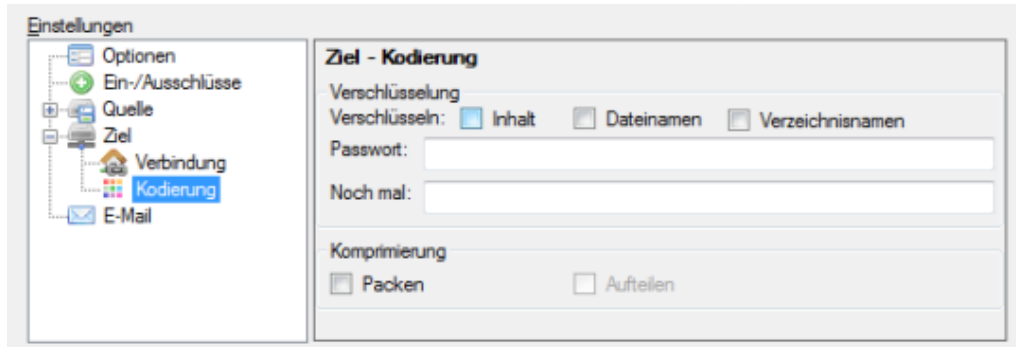 Einstellungen
Optionen
Ein-/Ausschlüsse
Quelle
Ziel
Verbindung
Kodierung
E-Mail
Ziel - Kodierung
Verschlüsselung
Verschlüsseln: Inhalt Dateinamen Verzeichnisnamen
Passwort:
Noch mal:
Komprimierung
Packen Aufteilen